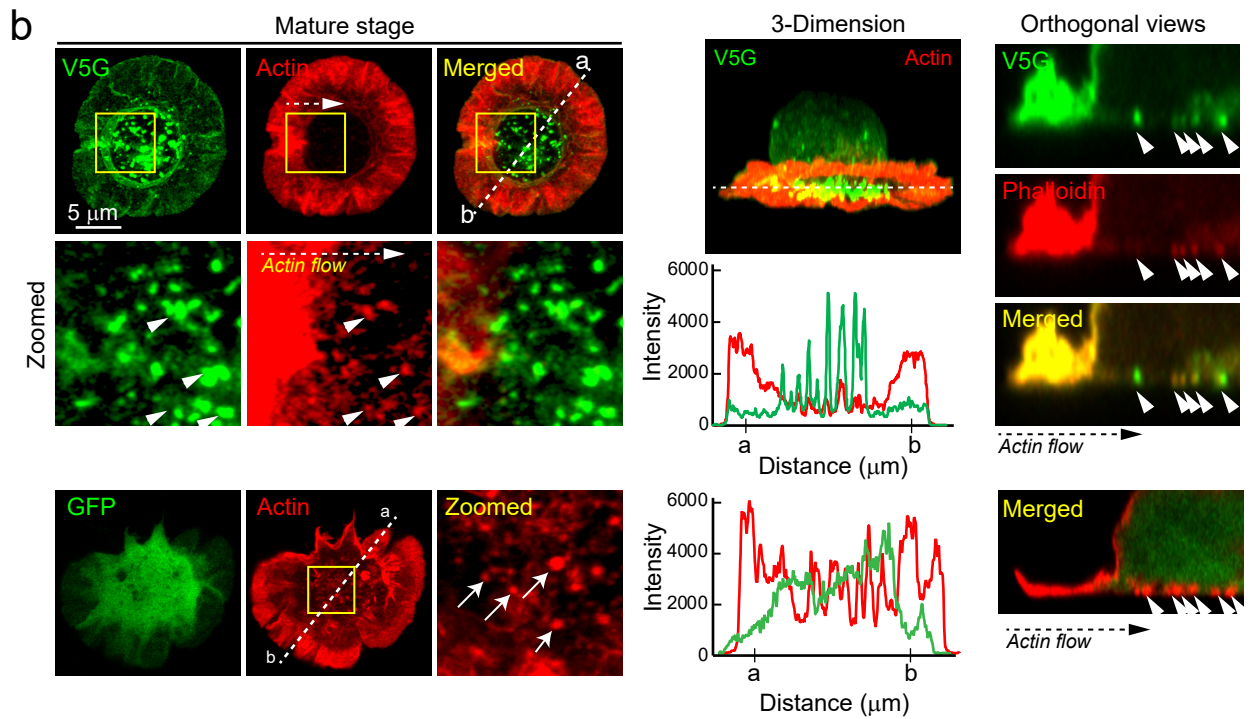 b
Mature stage
3-Dimension
Orthogonal views
V5G
Actin
Merged
a
b
5 μm
V5G
Actin
V5G
Zoomed
Actin flow
Phalloidin
Merged
Actin flow
6000
4000
2000
0
Intensity
a
b
Distance (μm)
GFP
Actin
a
b
Zoomed
6000
4000
2000
0
Intensity
a
b
Distance (μm)
Merged
Actin flow